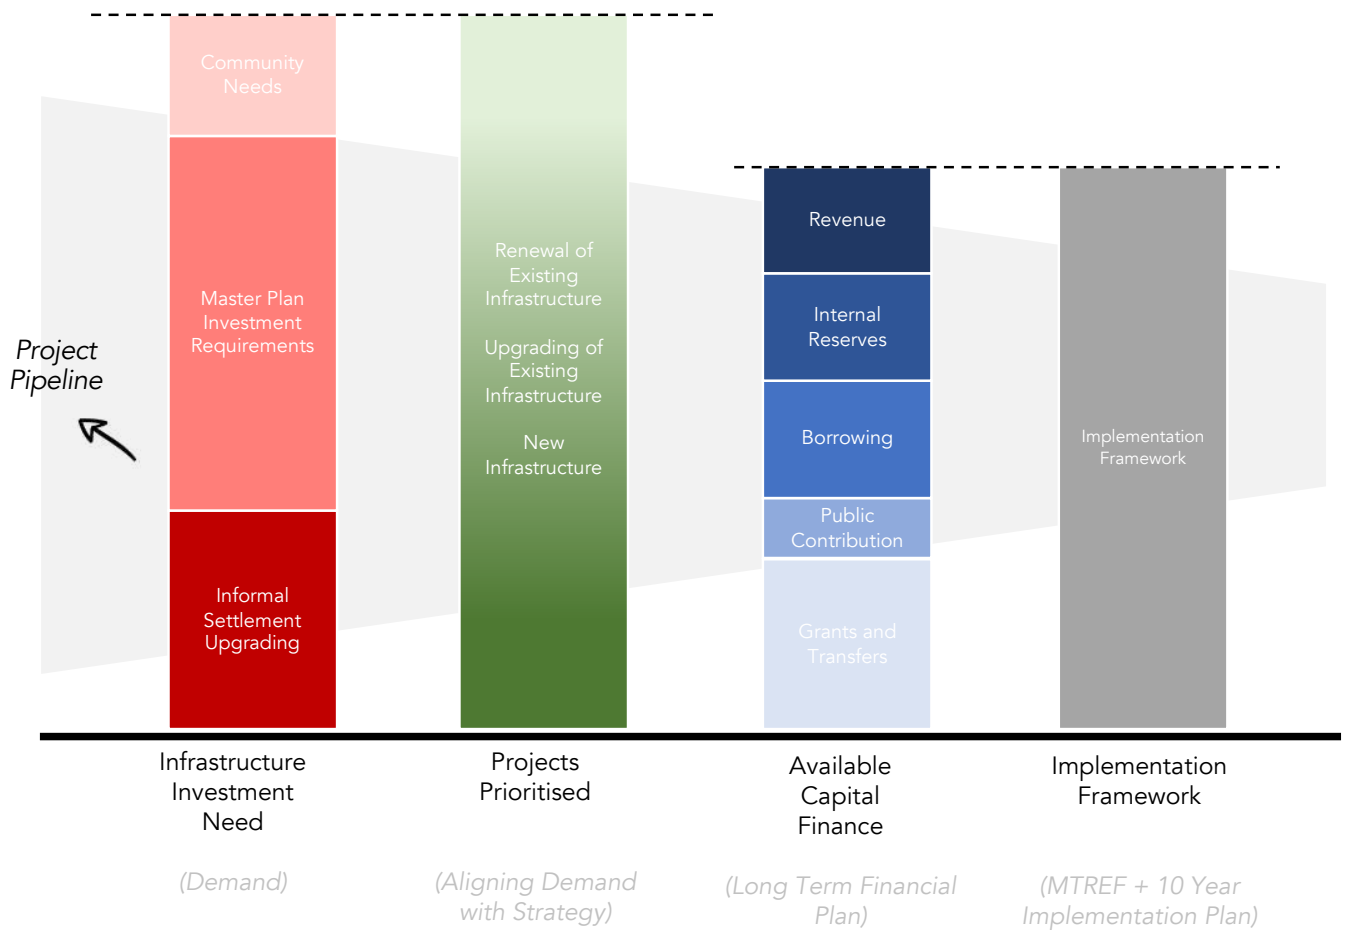 Community
Needs
Master Plan
Investment
Requirements
Informal
Settlement
Upgrading
Project
Pipeline
Renewal of
Existing
Infrastructure
Upgrading of
Existing
Infrastructure
New
Infrastructure
Revenue
Internal
Reserves
Borrowing
Public
Contribution
Grants and
Transfers
Implementation
Framework
Infrastructure
Investment
Need
(Demand)
Projects
Prioritised
(Aligning Demand
with Strategy)
Available
Capital
Finance
(Long Term Financial
Plan)
Implementation
Framework
(MTREF + 10 Year
Implementation Plan)